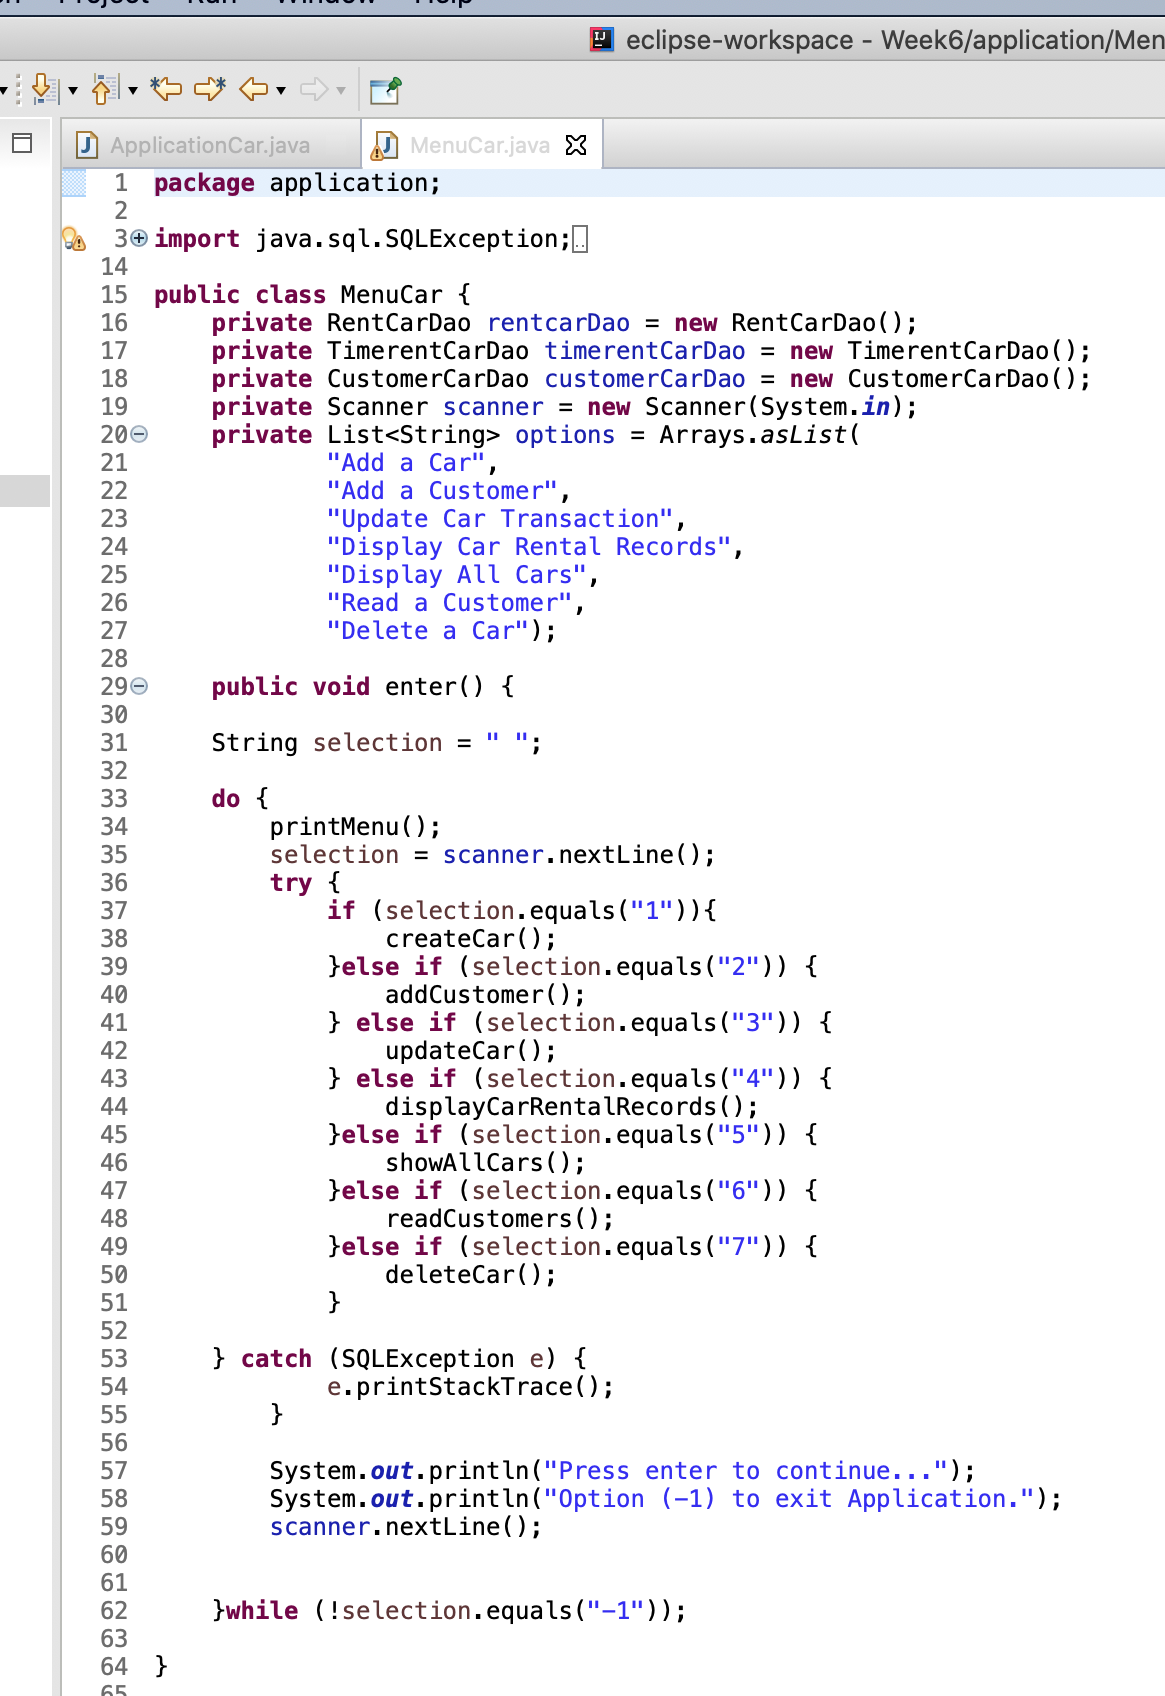 Project Run Window Help
eclipse-workspace - Week6/application/Men
ApplicationCar.java MenuCar.java
1 package application;
2
3 import java.sql.SQLException;
14
15 public class MenuCar {
16 private RentCarDao rentcarDao = new RentCarDao();
17 private TimerentCarDao timerentCarDao = new TimerentCarDao();
18 private CustomerCarDao customerCarDao = new CustomerCarDao();
19 private Scanner scanner = new Scanner(System.in);
20 private List<String> options = Arrays.asList(
21 "Add a Car",
22 "Add a Customer",
23 "Update Car Transaction",
24 "Display Car Rental Records",
25 "Display All Cars",
26 "Read a Customer",
27 "Delete a Car");
28
29 public void enter() {
30
31 String selection = " ";
32
33 do {
34 printMenu();
35 selection = scanner.nextLine();
36 try {
37 if (selection.equals("1")){
38 createCar();
39 }else if (selection.equals("2")) {
40 addCustomer();
41 } else if (selection.equals("3")) {
42 updateCar();
43 } else if (selection.equals("4")) {
44 displayCarRentalRecords();
45 }else if (selection.equals("5")) {
46 showAllCars();
47 }else if (selection.equals("6")) {
48 readCustomers();
49 }else if (selection.equals("7")) {
50 deleteCar();
51 }
52
53 } catch (SQLException e) {
54 e.printStackTrace();
55 }
56
57 System.out.println("Press enter to continue...");
58 System.out.println("Option (-1) to exit Application.");
59 scanner.nextLine();
60
61
62 }while (!selection.equals("-1"));
63
64 }
65